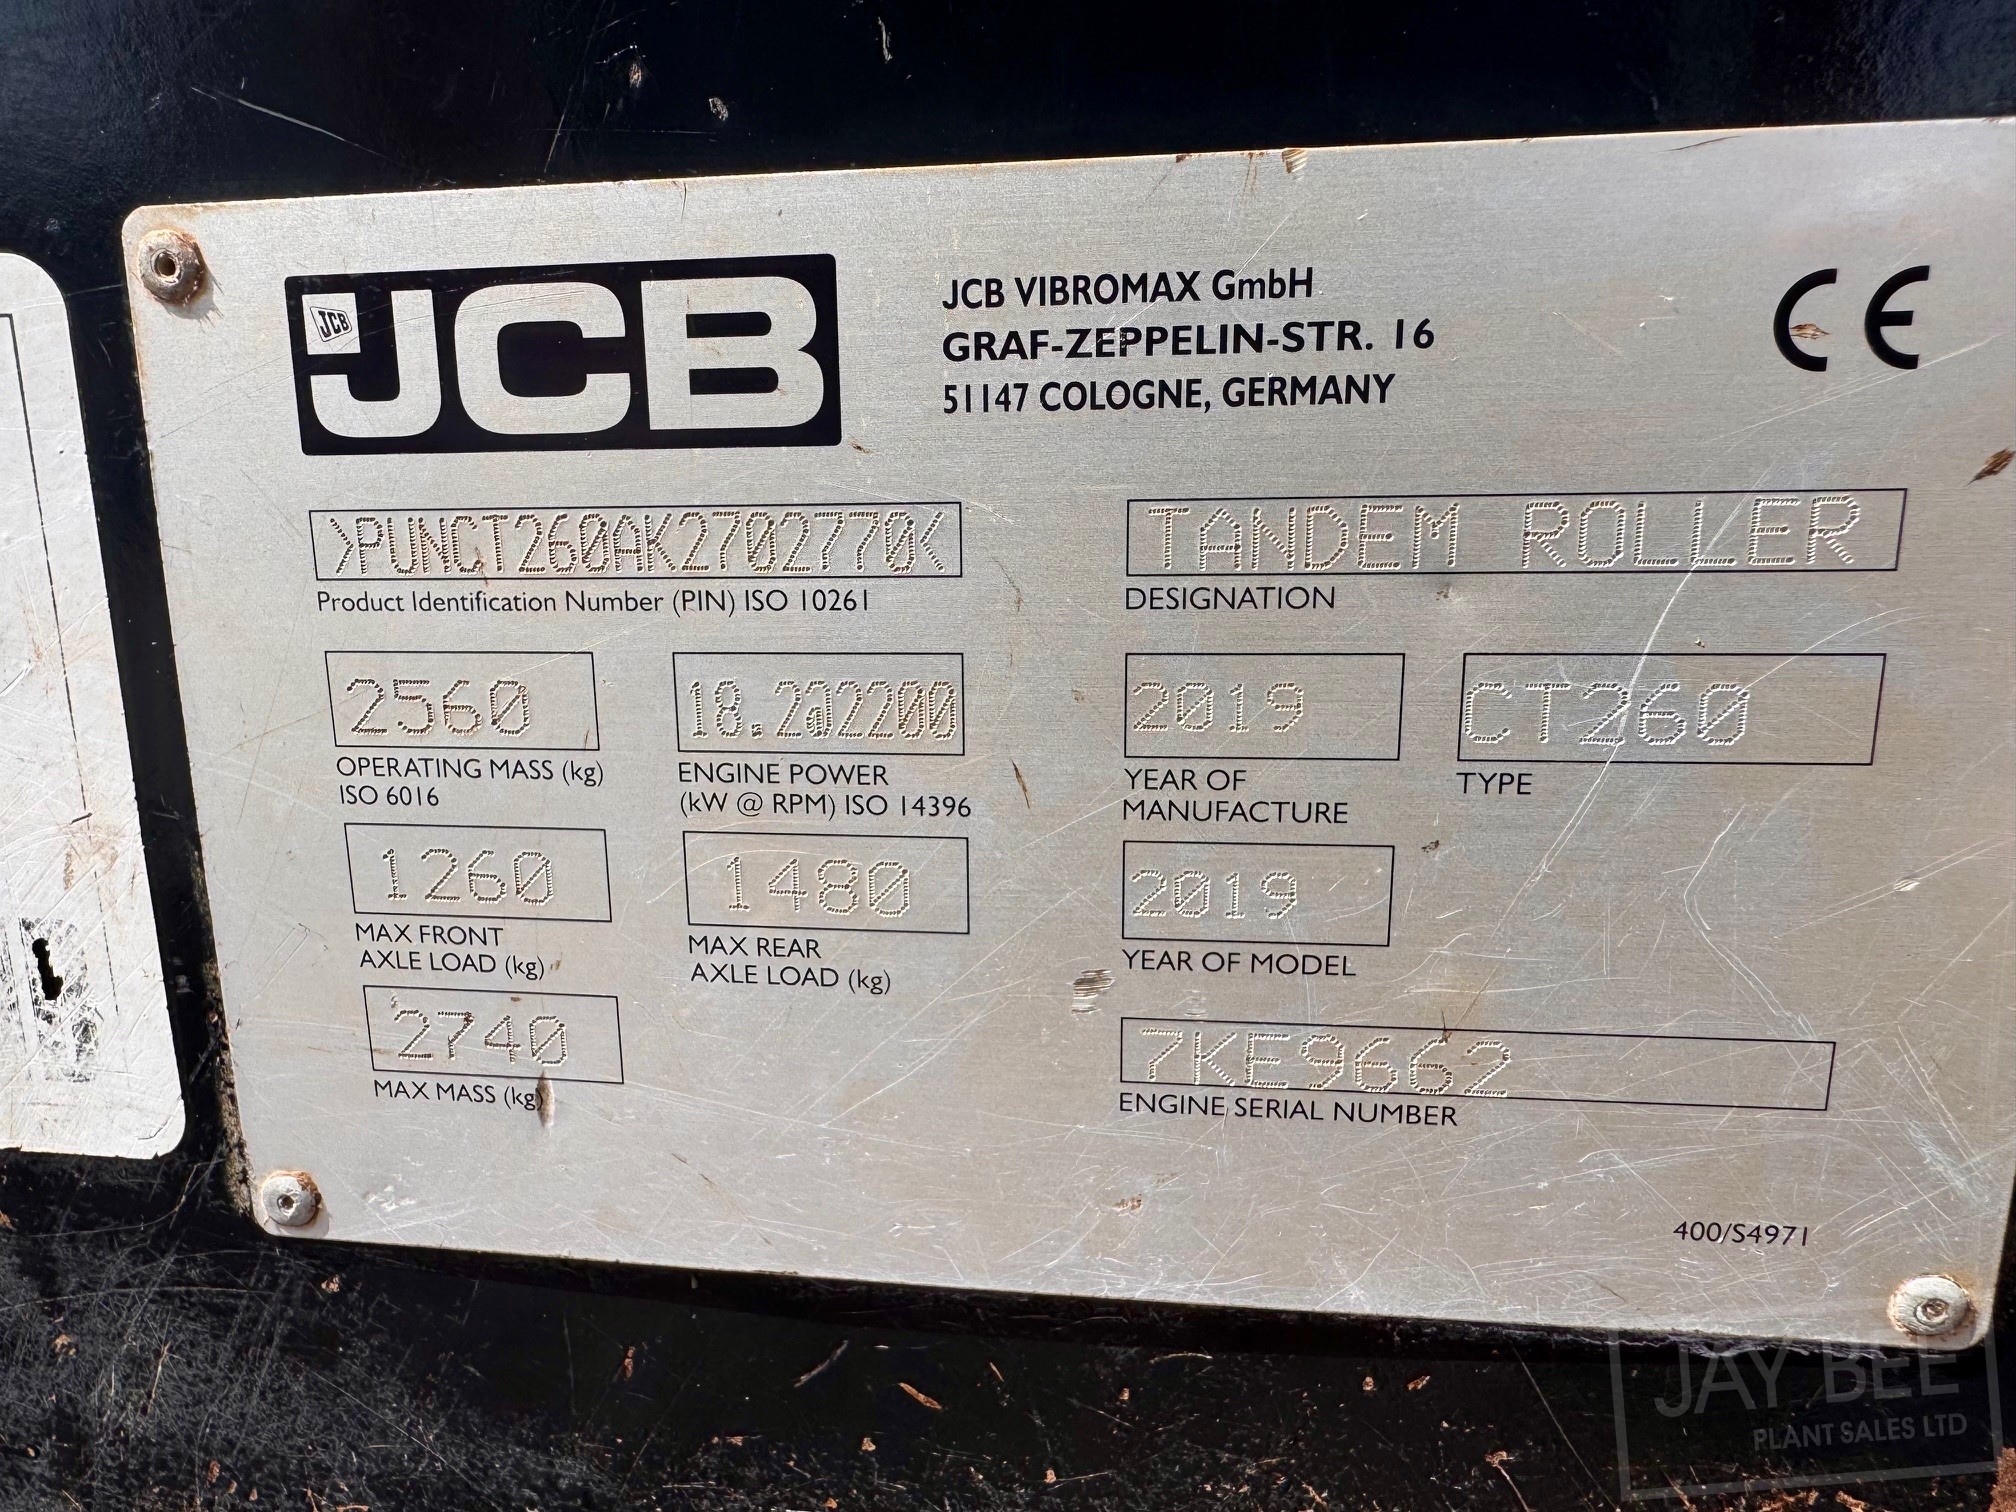 JCB
JCB
JCB VIBROMAX GmbH
GRAF-ZEPPELIN-STR. 16
51147 COLOGNE, GERMANY
CE
>PUNCT260AK2702770<
Product Identification Number (PIN) ISO 10261
TANDEM ROLLER
DESIGNATION
2560
OPERATING MASS (kg)
ISO 6016
18.2@2200
ENGINE POWER
(kW @ RPM) ISO 14396
2019
YEAR OF
MANUFACTURE
CT260
TYPE
1260
MAX FRONT
AXLE LOAD (kg)
1480
MAX REAR
AXLE LOAD (kg)
2019
YEAR OF MODEL
2740
MAX MASS (kg)
7KE9662
ENGINE SERIAL NUMBER
400/S4971
JAY BEE
PLANT SALES LTD